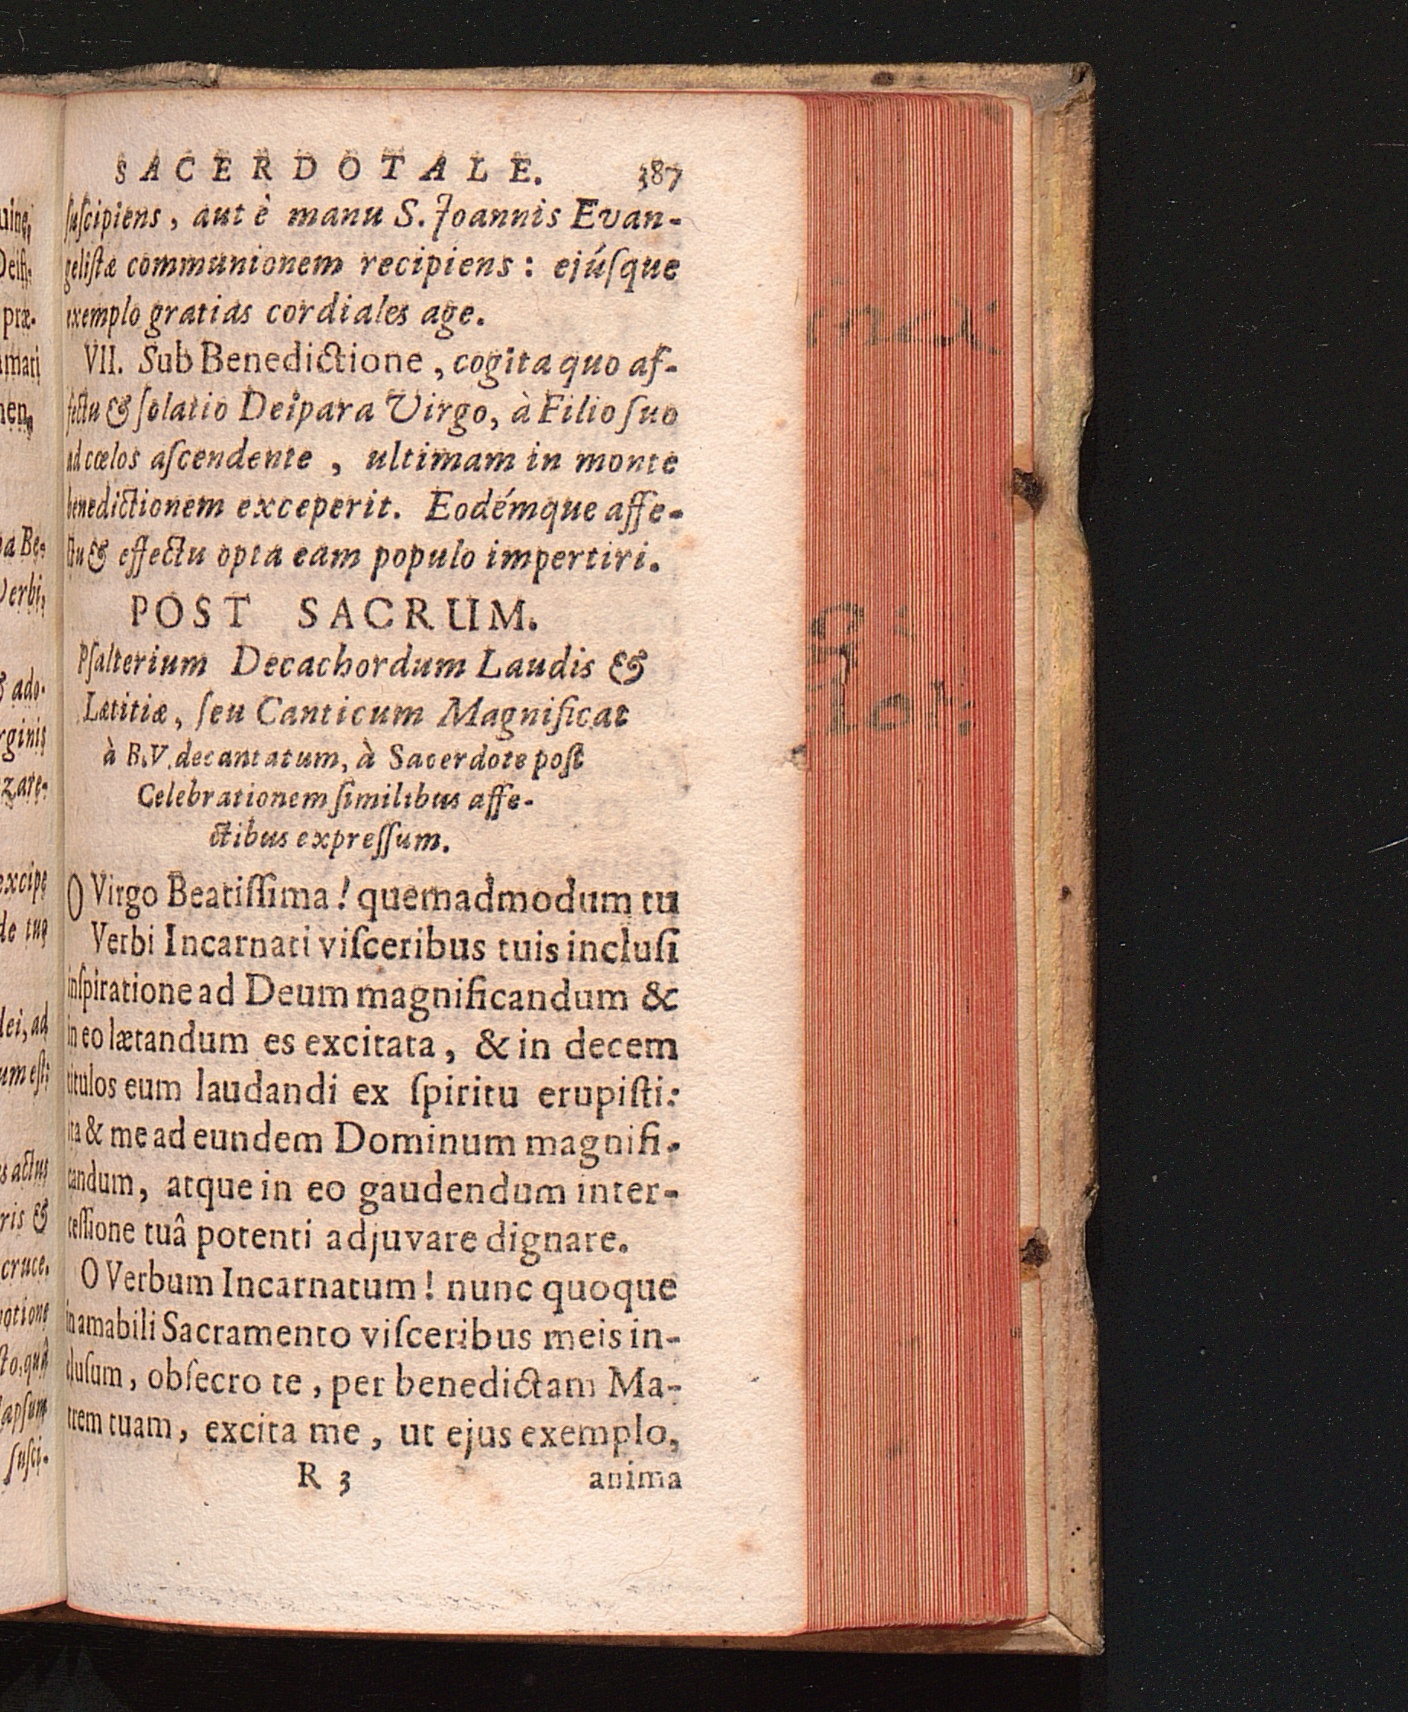 SACERDOTALE. 387
ſuſcipiens, aut è manu S. Joannis Evan-
geliſtæ communionem recipiens: ejúſque
exemplo gratias cordiales age.
VII. Sub Benedictione, cogita quo af-
fectu & ſolatio Deipara Virgo, à Filio ſuo
ad cœlos aſcendente, ultimam in monte
benedictionem exceperit. Eodémque affe-
ctu & effectu opta eam populo impertiri.
POST SACRUM.
Pſalterium Decachordum Laudis &
Lætitiæ, ſeu Canticum Magnificat
à B.V. decantatum, à Sacerdote poſt
Celebrationem ſimilibus affe-
ctibus expreſſum.
O Virgo Beatiſſima! quemadmodum tu
Verbi Incarnati viſceribus tuis incluſi
inſpiratione ad Deum magnificandum &
in eo lætandum es excitata, & in decem
titulos eum laudandi ex ſpiritu erupiſti:
ita & me ad eundem Dominum magnifi-
candum, atque in eo gaudendum inter-
ceſſione tuâ potenti adjuvare dignare.
O Verbum Incarnatum! nunc quoque
in amabili Sacramento viſceribus meis in-
cluſum, obſecro te, per benedictam Ma-
trem tuam, excita me, ut ejus exemplo,
R 3 anima